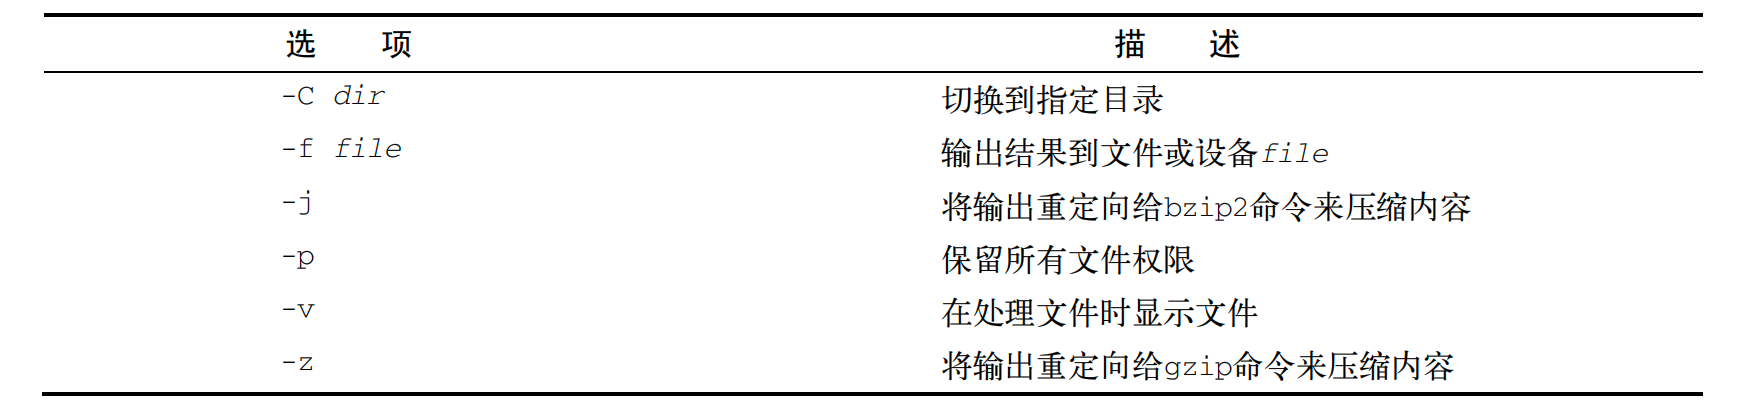 选 项 描 述
-C dir 切换到指定目录
-f file 输出结果到文件或设备file
-j 将输出重定向给bzip2命令来压缩内容
-p 保留所有文件权限
-v 在处理文件时显示文件
-z 将输出重定向给gzip命令来压缩内容